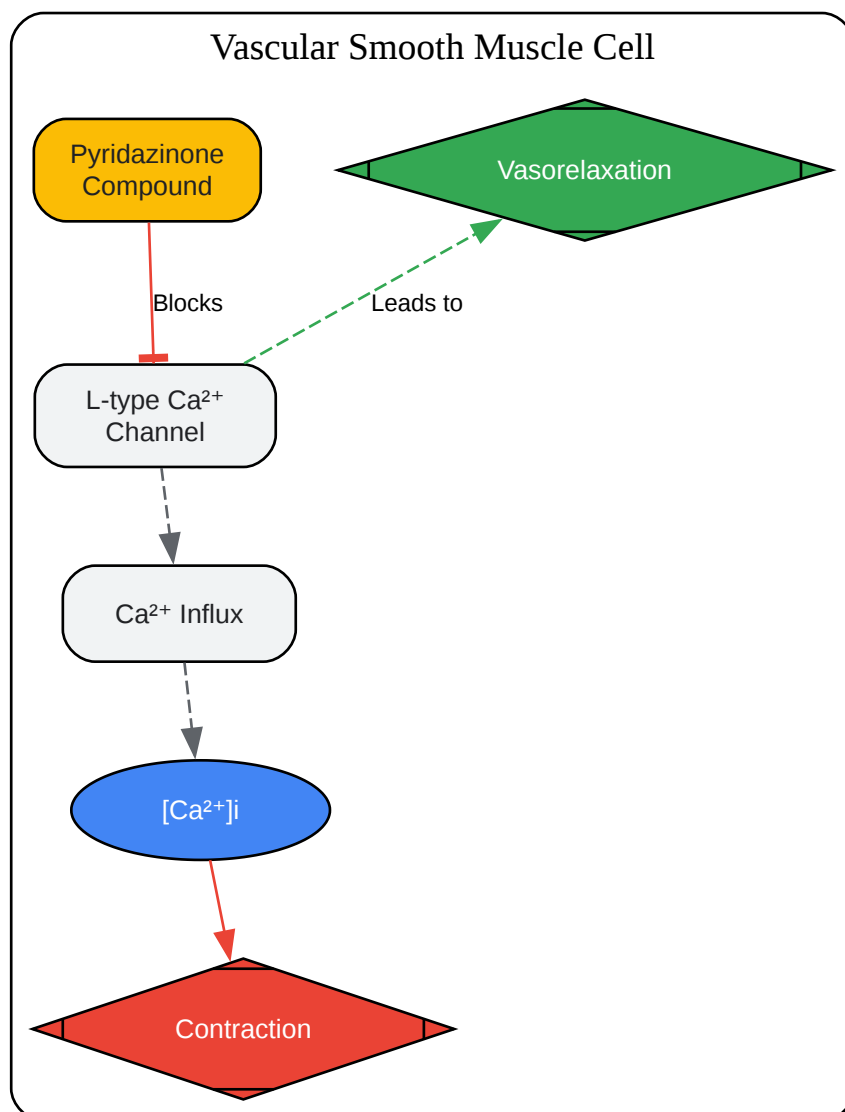 Vascular Smooth Muscle Cell
Pyridazinone
Compound
Vasorelaxation
Blocks
Leads to
L-type Ca²⁺
Channel
Ca²⁺ Influx
[Ca²⁺]i
Contraction